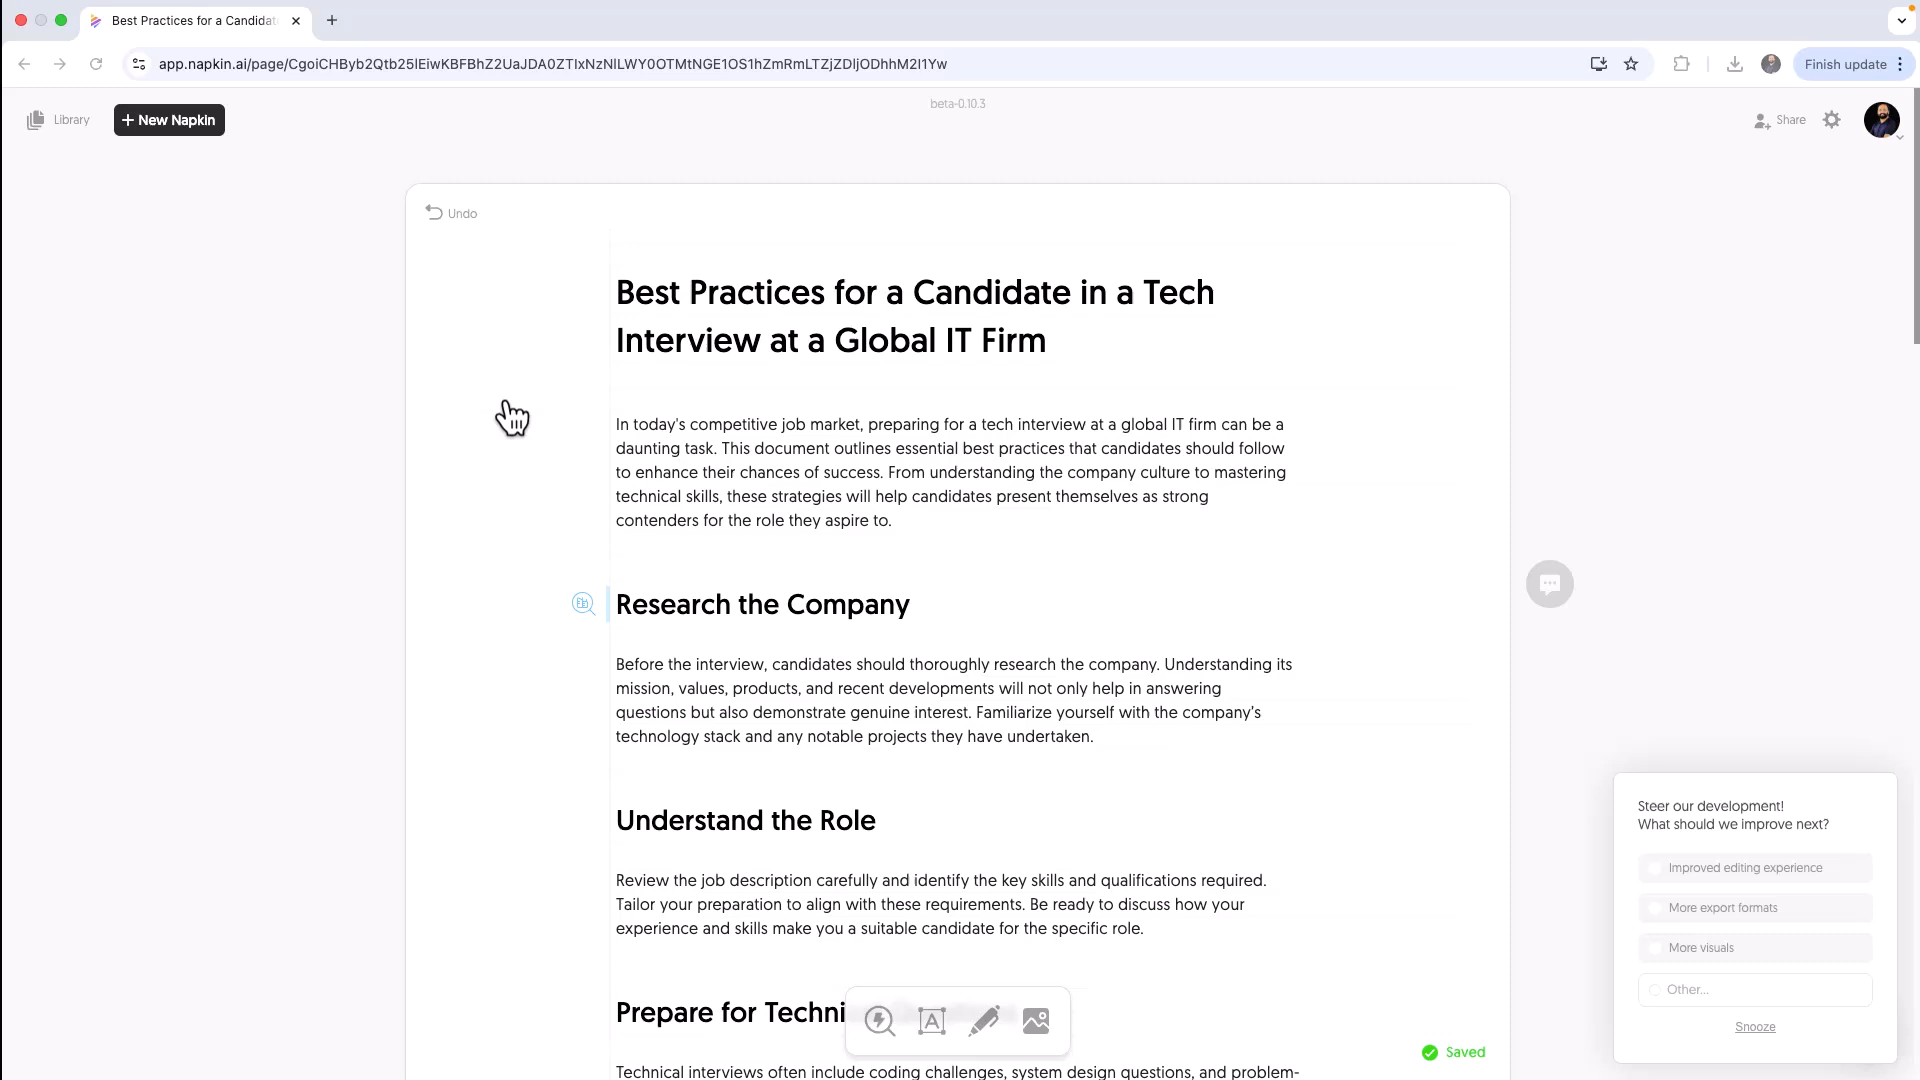 Best Practices for a Candidat
app.napkin.ai/page/CgoiCHByb2Qtb25lEiwKBFBhZ2UaJDA0ZTIxNzNlLWY0OTMtNGE1OS1hZmRmLTZjZDljODhhM2I1Yw
Finish update
Library
+ New Napkin
beta-0.10.3
Share
Undo
Best Practices for a Candidate in a Tech
Interview at a Global IT Firm
In today's competitive job market, preparing for a tech interview at a global IT firm can be a
daunting task. This document outlines essential best practices that candidates should follow
to enhance their chances of success. From understanding the company culture to mastering
technical skills, these strategies will help candidates present themselves as strong
contenders for the role they aspire to.
Research the Company
Before the interview, candidates should thoroughly research the company. Understanding its
mission, values, products, and recent developments will not only help in answering
questions but also demonstrate genuine interest. Familiarize yourself with the company’s
technology stack and any notable projects they have undertaken.
Understand the Role
Review the job description carefully and identify the key skills and qualifications required.
Tailor your preparation to align with these requirements. Be ready to discuss how your
experience and skills make you a suitable candidate for the specific role.
Prepare for Techni
Technical interviews often include coding challenges, system design questions, and problem-
Saved
Steer our development!
What should we improve next?
Improved editing experience
More export formats
More visuals
Other...
Snooze